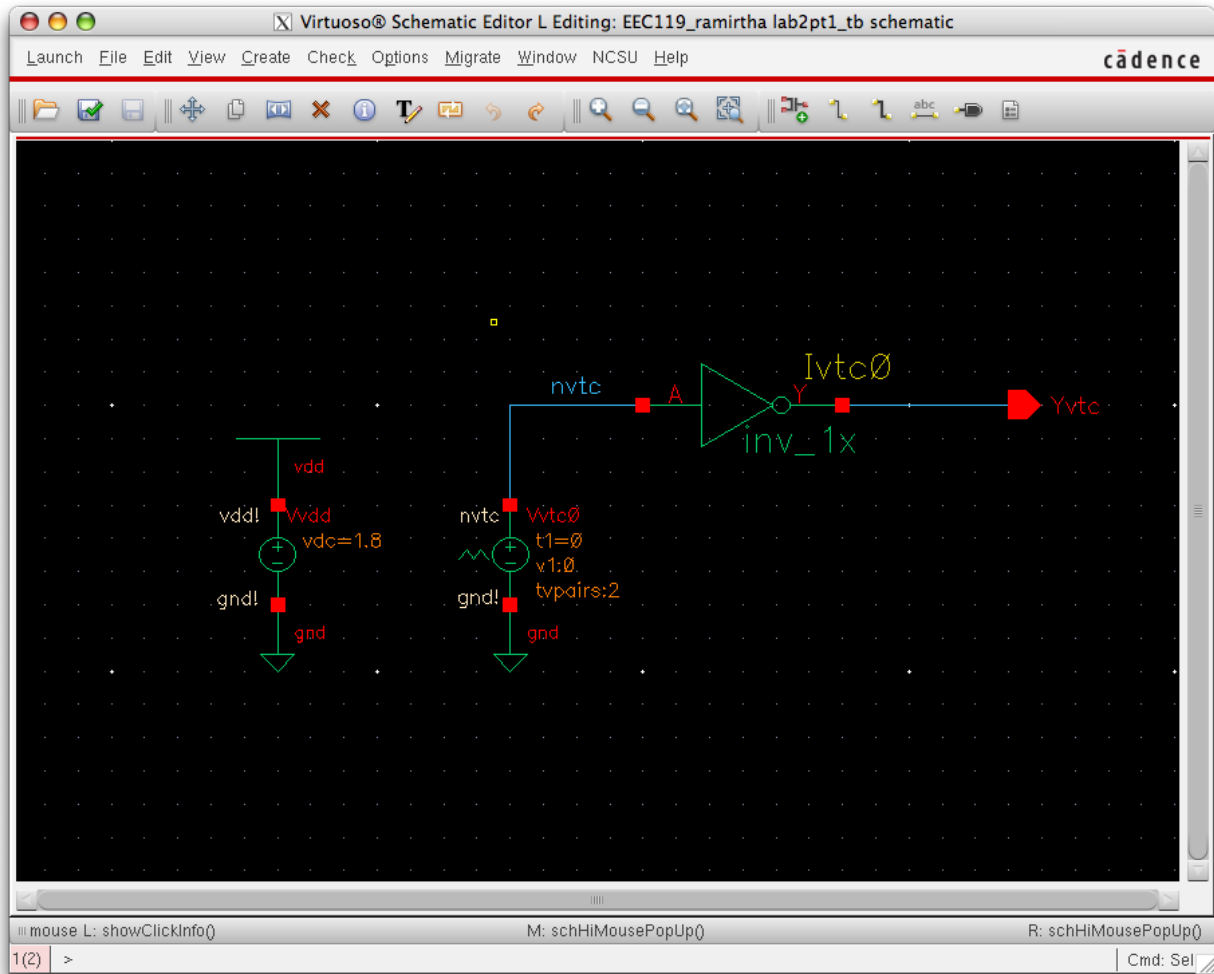 Virtuoso® Schematic Editor L Editing: EEC119_ramirtha lab2pt1_tb schematic
Launch File Edit View Create Check Options Migrate Window NCSU Help
cādence
abc
Ivtc0
nvtc
A
Y
Yvtc
inv_1x
vdd
vdd!
Vvdd
vdc=1.8
gnd!
gnd
nvtc
Vvtc0
t1=0
v1:0
tvpairs:2
gnd!
gnd
mouse L: showClickInfo() M: schHiMousePopUp() R: schHiMousePopUp()
1(2) > Cmd: Sel